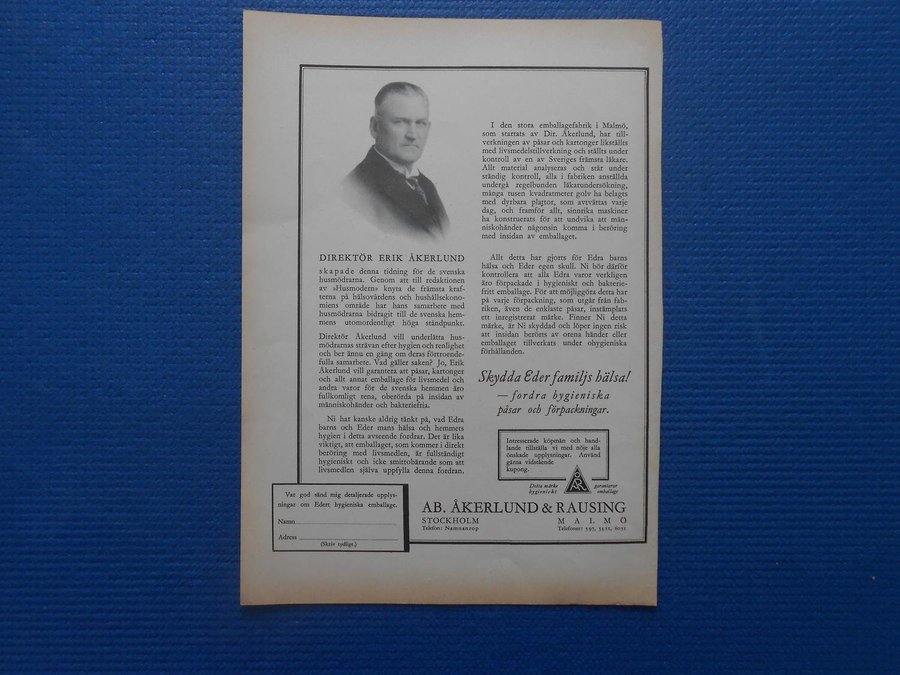 DIREKTÖR ERIK ÅKERLUND
skapade denna tidning för de svenska
husmödrarna. Genom att till redaktionen
av »Husmodern» knyta de främsta kraf-
terna på hälsovårdens och hushållsekono-
miens område har hans samarbete med
husmödrarna bidragit till de svenska hem-
mens utomordentligt höga ståndpunkt.
Direktör Åkerlund vill underlätta hus-
mödrarnas strävan efter hygien och renlighet
och ber ännu en gång om deras förtroende-
fulla samarbete. Vad gäller saken? Jo, Erik
Åkerlund vill garantera att påsar, kartonger
och allt annat emballage för livsmedel och
andra varor för de svenska hemmen äro
fullkomligt rena, oberörda på insidan av
människohänder och bakteriefria.
Ni har kanske aldrig tänkt på, vad Edra
barns och Eder mans hälsa och hemmets
hygien i detta avseende fordrar. Det är lika
viktigt, att emballaget, som kommer i direkt
beröring med livsmedlen, är fullständigt
hygieniskt och icke smittobärande som att
livsmedlen själva uppfylla denna fordran.
I den stora emballagefabrik i Malmö,
som startats av Dir. Åkerlund, har till-
verkningen av påsar och kartonger likställts
med livsmedelstillverkning och ställts under
kontroll av en av Sveriges främsta läkare.
Allt material analyseras och står under
ständig kontroll, alla i fabriken anställda
undergå regelbunden läkarundersökning,
många tusen kvadratmeter golv ha belagts
med dyrbara plattor, som avtvättas varje
dag, och framför allt, sinnrika maskiner
ha konstruerats för att undvika att män-
niskohänder någonsin komma i beröring
med insidan av emballaget.
Allt detta har gjorts för Edra barns
hälsa och Eder egen skull. Ni bör därför
kontrollera att alla Edra varor verkligen
äro förpackade i hygieniskt och bakterie-
fritt emballage. För att möjliggöra detta har
på varje förpackning, som utgår från fab-
riken, även de enklaste påsar, instämplats
ett inregistrerat märke. Finner Ni detta
märke, är Ni skyddad och löper ingen risk
att insidan berörts av orena händer eller
emballaget tillverkats under ohygieniska
förhållanden.
Skydda Eder familjs hälsa!
— fordra hygieniska
påsar och förpackningar.
Intresserade köpmän och hand-
lande tillställa vi med nöje alla
önskade upplysningar. Använd
gärna vidstående
kupong.
Detta märke
hygieniskt
Å&R
garanterar
emballage
AB. ÅKERLUND & RAUSING
STOCKHOLM MALMÖ
Telefon: Namnanrop Telefoner: 597, 5521, 6051
Var god sänd mig detaljerade upplys-
ningar om Edert hygieniska emballage.
Namn
Adress
(Skriv tydligt.)